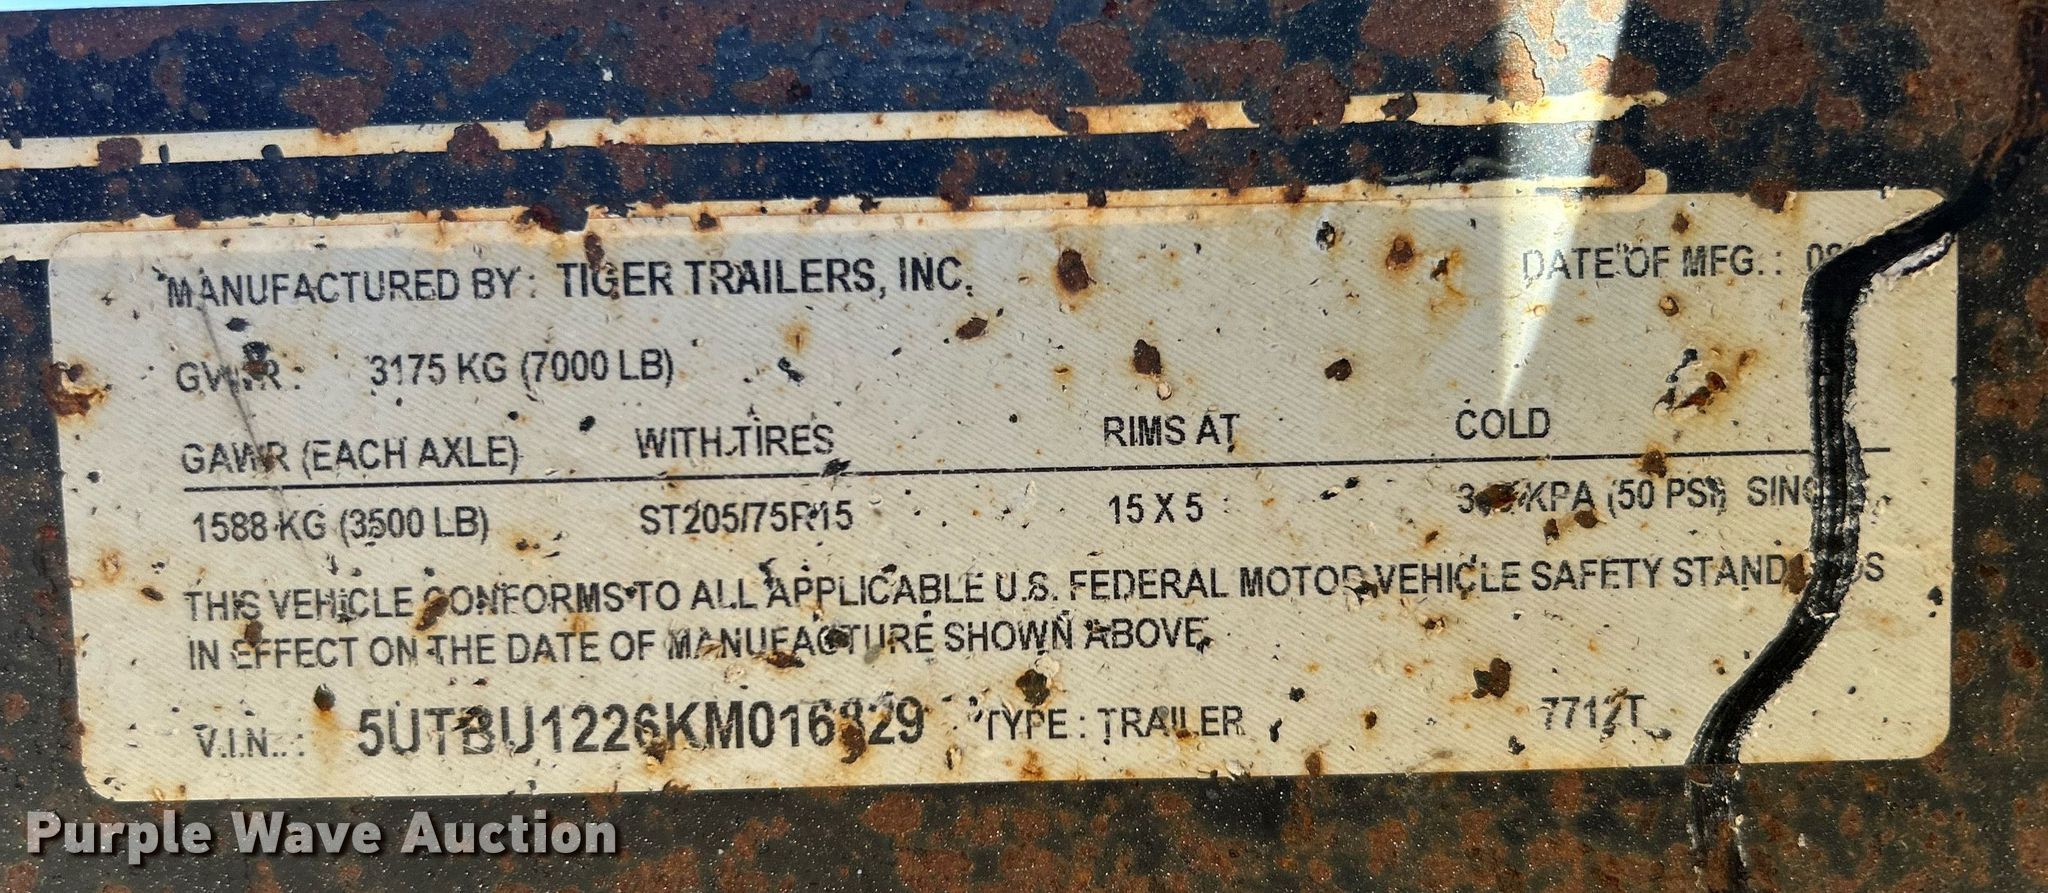 MANUFACTURED BY: TIGER TRAILERS, INC. DATE OF MFG.:
GVWR: 3175 KG (7000 LB)
GAWR (EACH AXLE) WITH TIRES RIMS AT COLD
1588 KG (3500 LB) ST205/75R15 15 X 5 KPA (50 PSI)
THIS VEHICLE CONFORMS TO ALL APPLICABLE U.S. FEDERAL MOTOR VEHICLE SAFETY STANDARDS
IN EFFECT ON THE DATE OF MANUFACTURE SHOWN ABOVE.
V.I.N..: TYPE: TRAILER 7712T
Purple Wave Auction